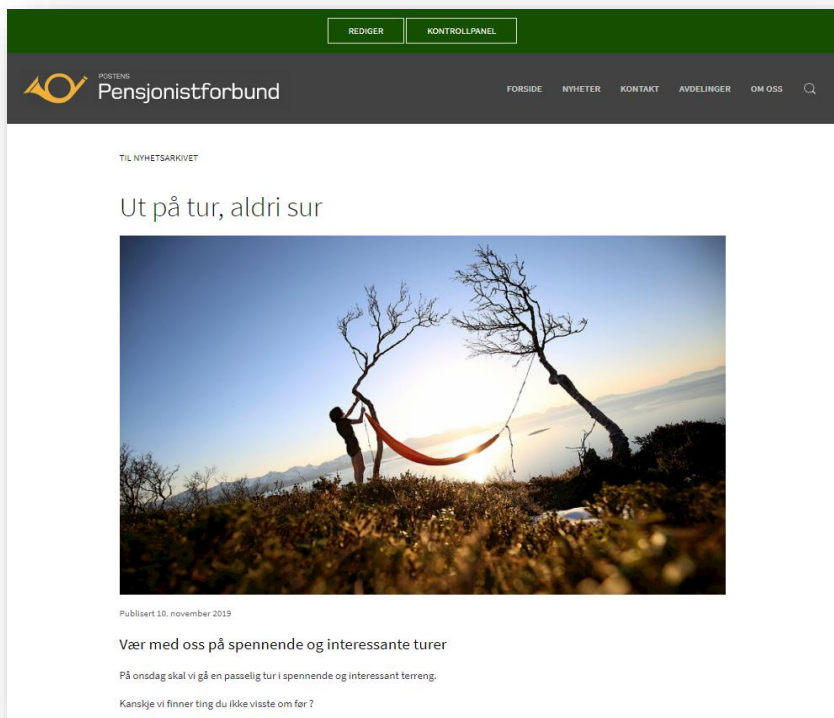 REDIGER
KONTROLLPANEL
POSTENS
Pensjonistforbund
FORSIDE NYHETER KONTAKT AVDELINGER OM OSS
TIL NYHETSARKIVET
Ut på tur, aldri sur
Publisert 10. november 2019
Vær med oss på spennende og interessante turer
På onsdag skal vi gå en passelig tur i spennende og interessant terreng.
Kanskje vi finner ting du ikke visste om før ?